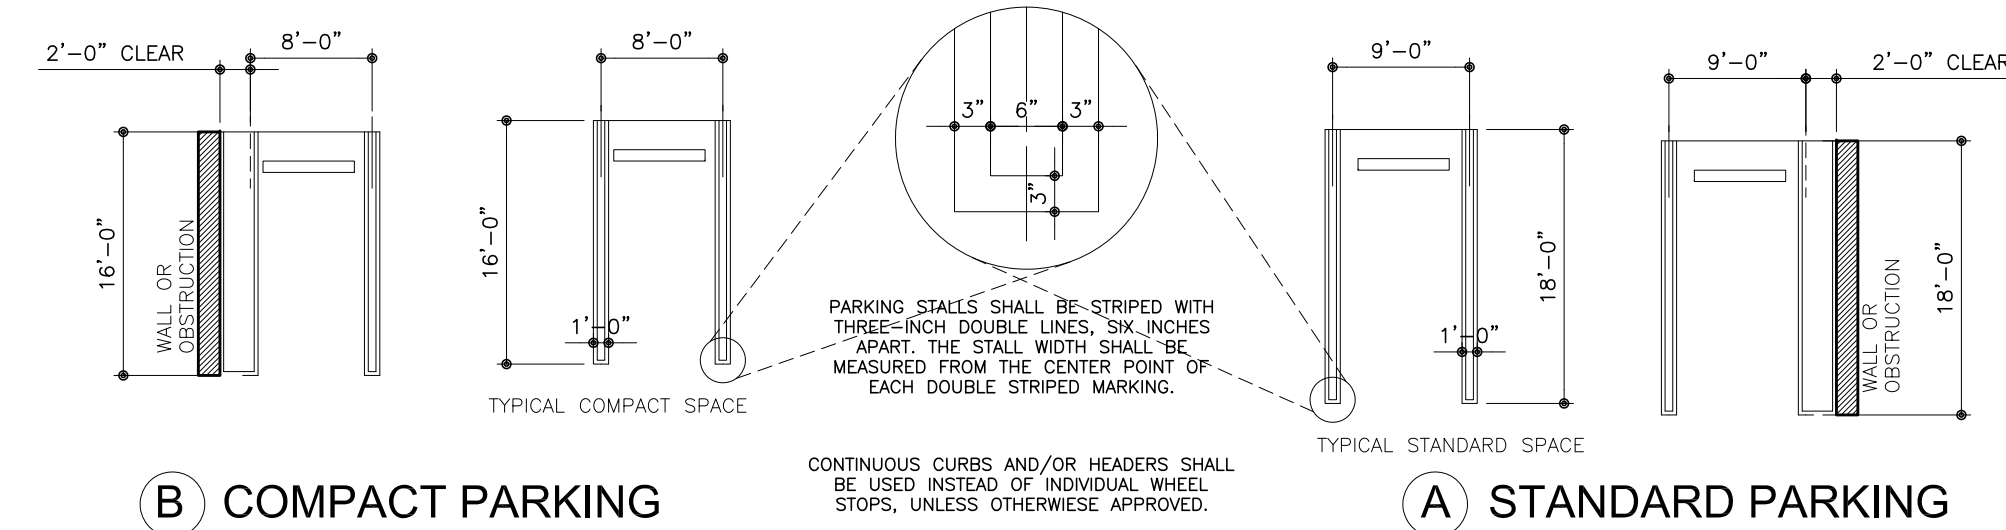 2'-0" CLEAR
8'-0"
16'-0"
WALL OR
OBSTRUCTION
8'-0"
16'-0"
1'-0"
TYPICAL COMPACT SPACE
3" 6" 3"
3"
PARKING STALLS SHALL BE STRIPED WITH
THREE-INCH DOUBLE LINES, SIX INCHES
APART. THE STALL WIDTH SHALL BE
MEASURED FROM THE CENTER POINT OF
EACH DOUBLE STRIPED MARKING.
CONTINUOUS CURBS AND/OR HEADERS SHALL
BE USED INSTEAD OF INDIVIDUAL WHEEL
STOPS, UNLESS OTHERWIESE APPROVED.
9'-0"
18'-0"
1'-0"
TYPICAL STANDARD SPACE
9'-0"
2'-0" CLEAR
18'-0"
WALL OR
OBSTRUCTION
B COMPACT PARKING
A STANDARD PARKING